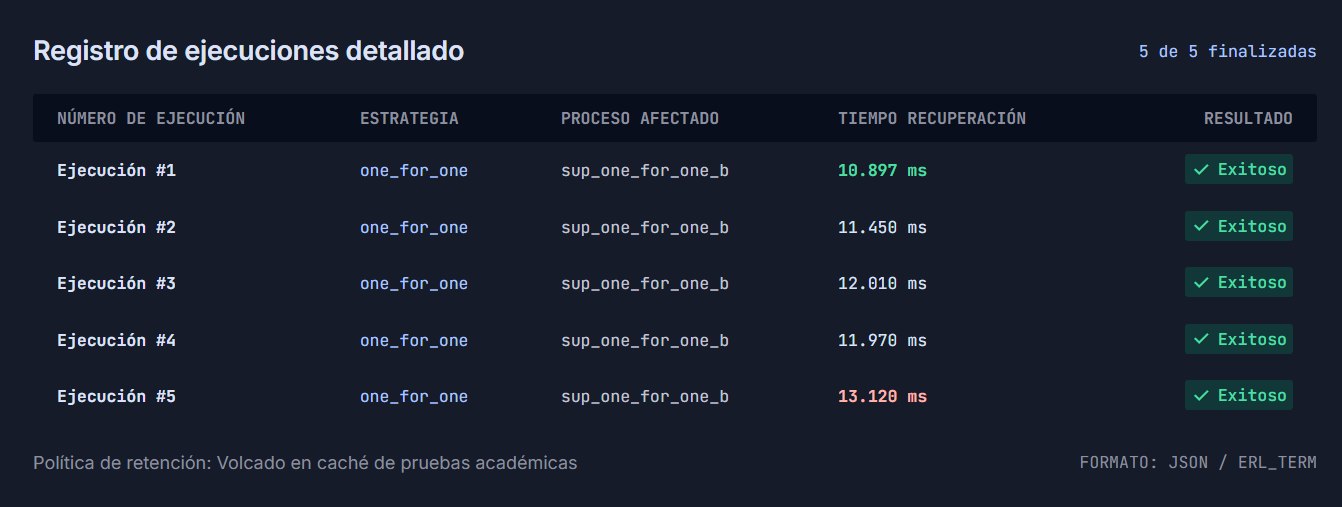 Registro de ejecuciones detallado
5 de 5 finalizadas
NÚMERO DE EJECUCIÓN ESTRATEGIA PROCESO AFECTADO TIEMPO RECUPERACIÓN RESULTADO
Ejecución #1 one_for_one sup_one_for_one_b 10.897 ms ✓ Exitoso
Ejecución #2 one_for_one sup_one_for_one_b 11.450 ms ✓ Exitoso
Ejecución #3 one_for_one sup_one_for_one_b 12.010 ms ✓ Exitoso
Ejecución #4 one_for_one sup_one_for_one_b 11.970 ms ✓ Exitoso
Ejecución #5 one_for_one sup_one_for_one_b 13.120 ms ✓ Exitoso
Política de retención: Volcado en caché de pruebas académicas
FORMATO: JSON / ERL_TERM